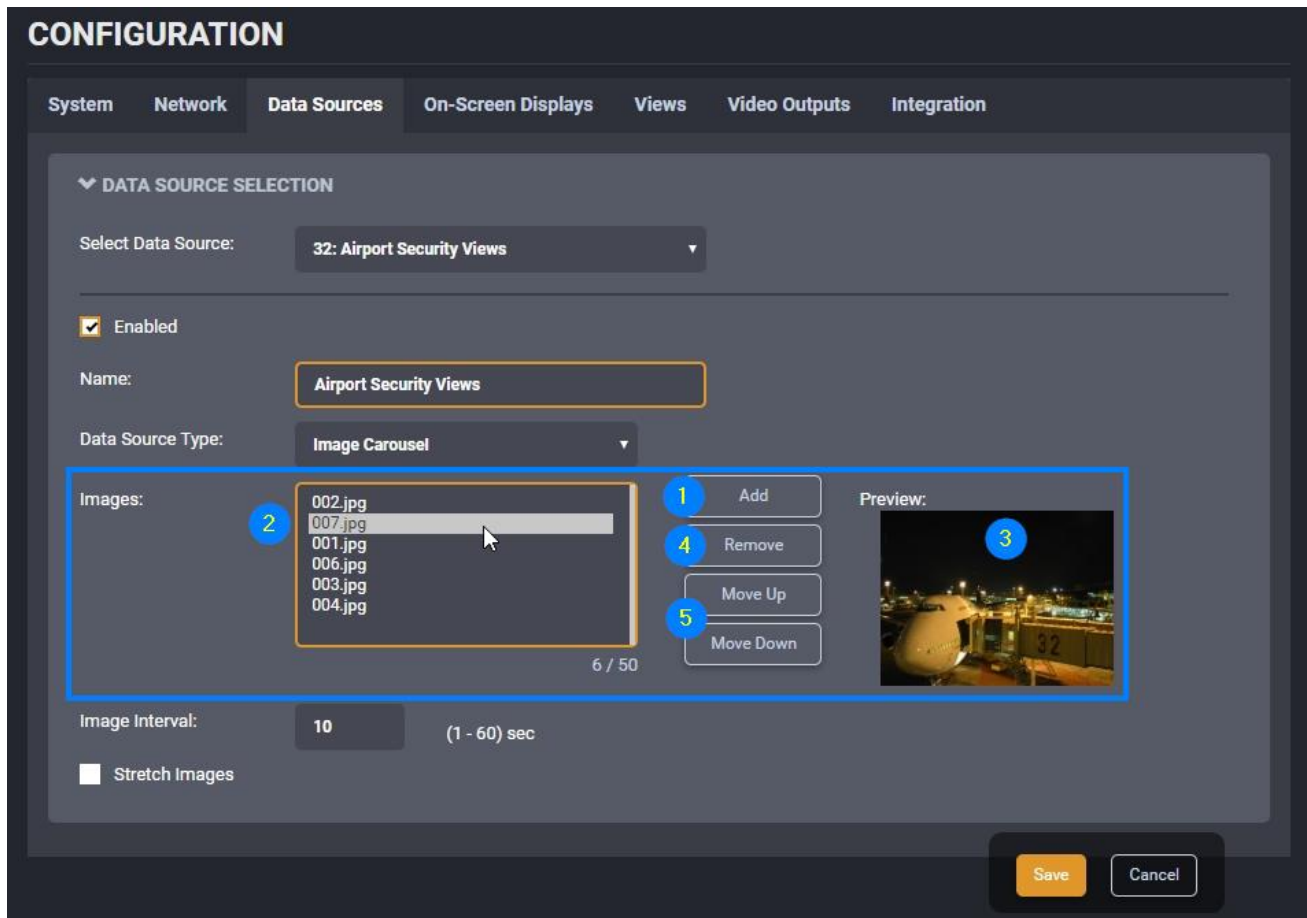 CONFIGURATION
System Network Data Sources On-Screen Displays Views Video Outputs Integration
DATA SOURCE SELECTION
Select Data Source: 32: Airport Security Views
Enabled
Name: Airport Security Views
Data Source Type: Image Carousel
Images: 002.jpg 1 Add Preview:
2 007.jpg
001.jpg 4 Remove 3
006.jpg
003.jpg Move Up
004.jpg 5
Move Down 32
6 / 50
Image Interval: 10 (1 - 60) sec
Stretch Images
Save Cancel